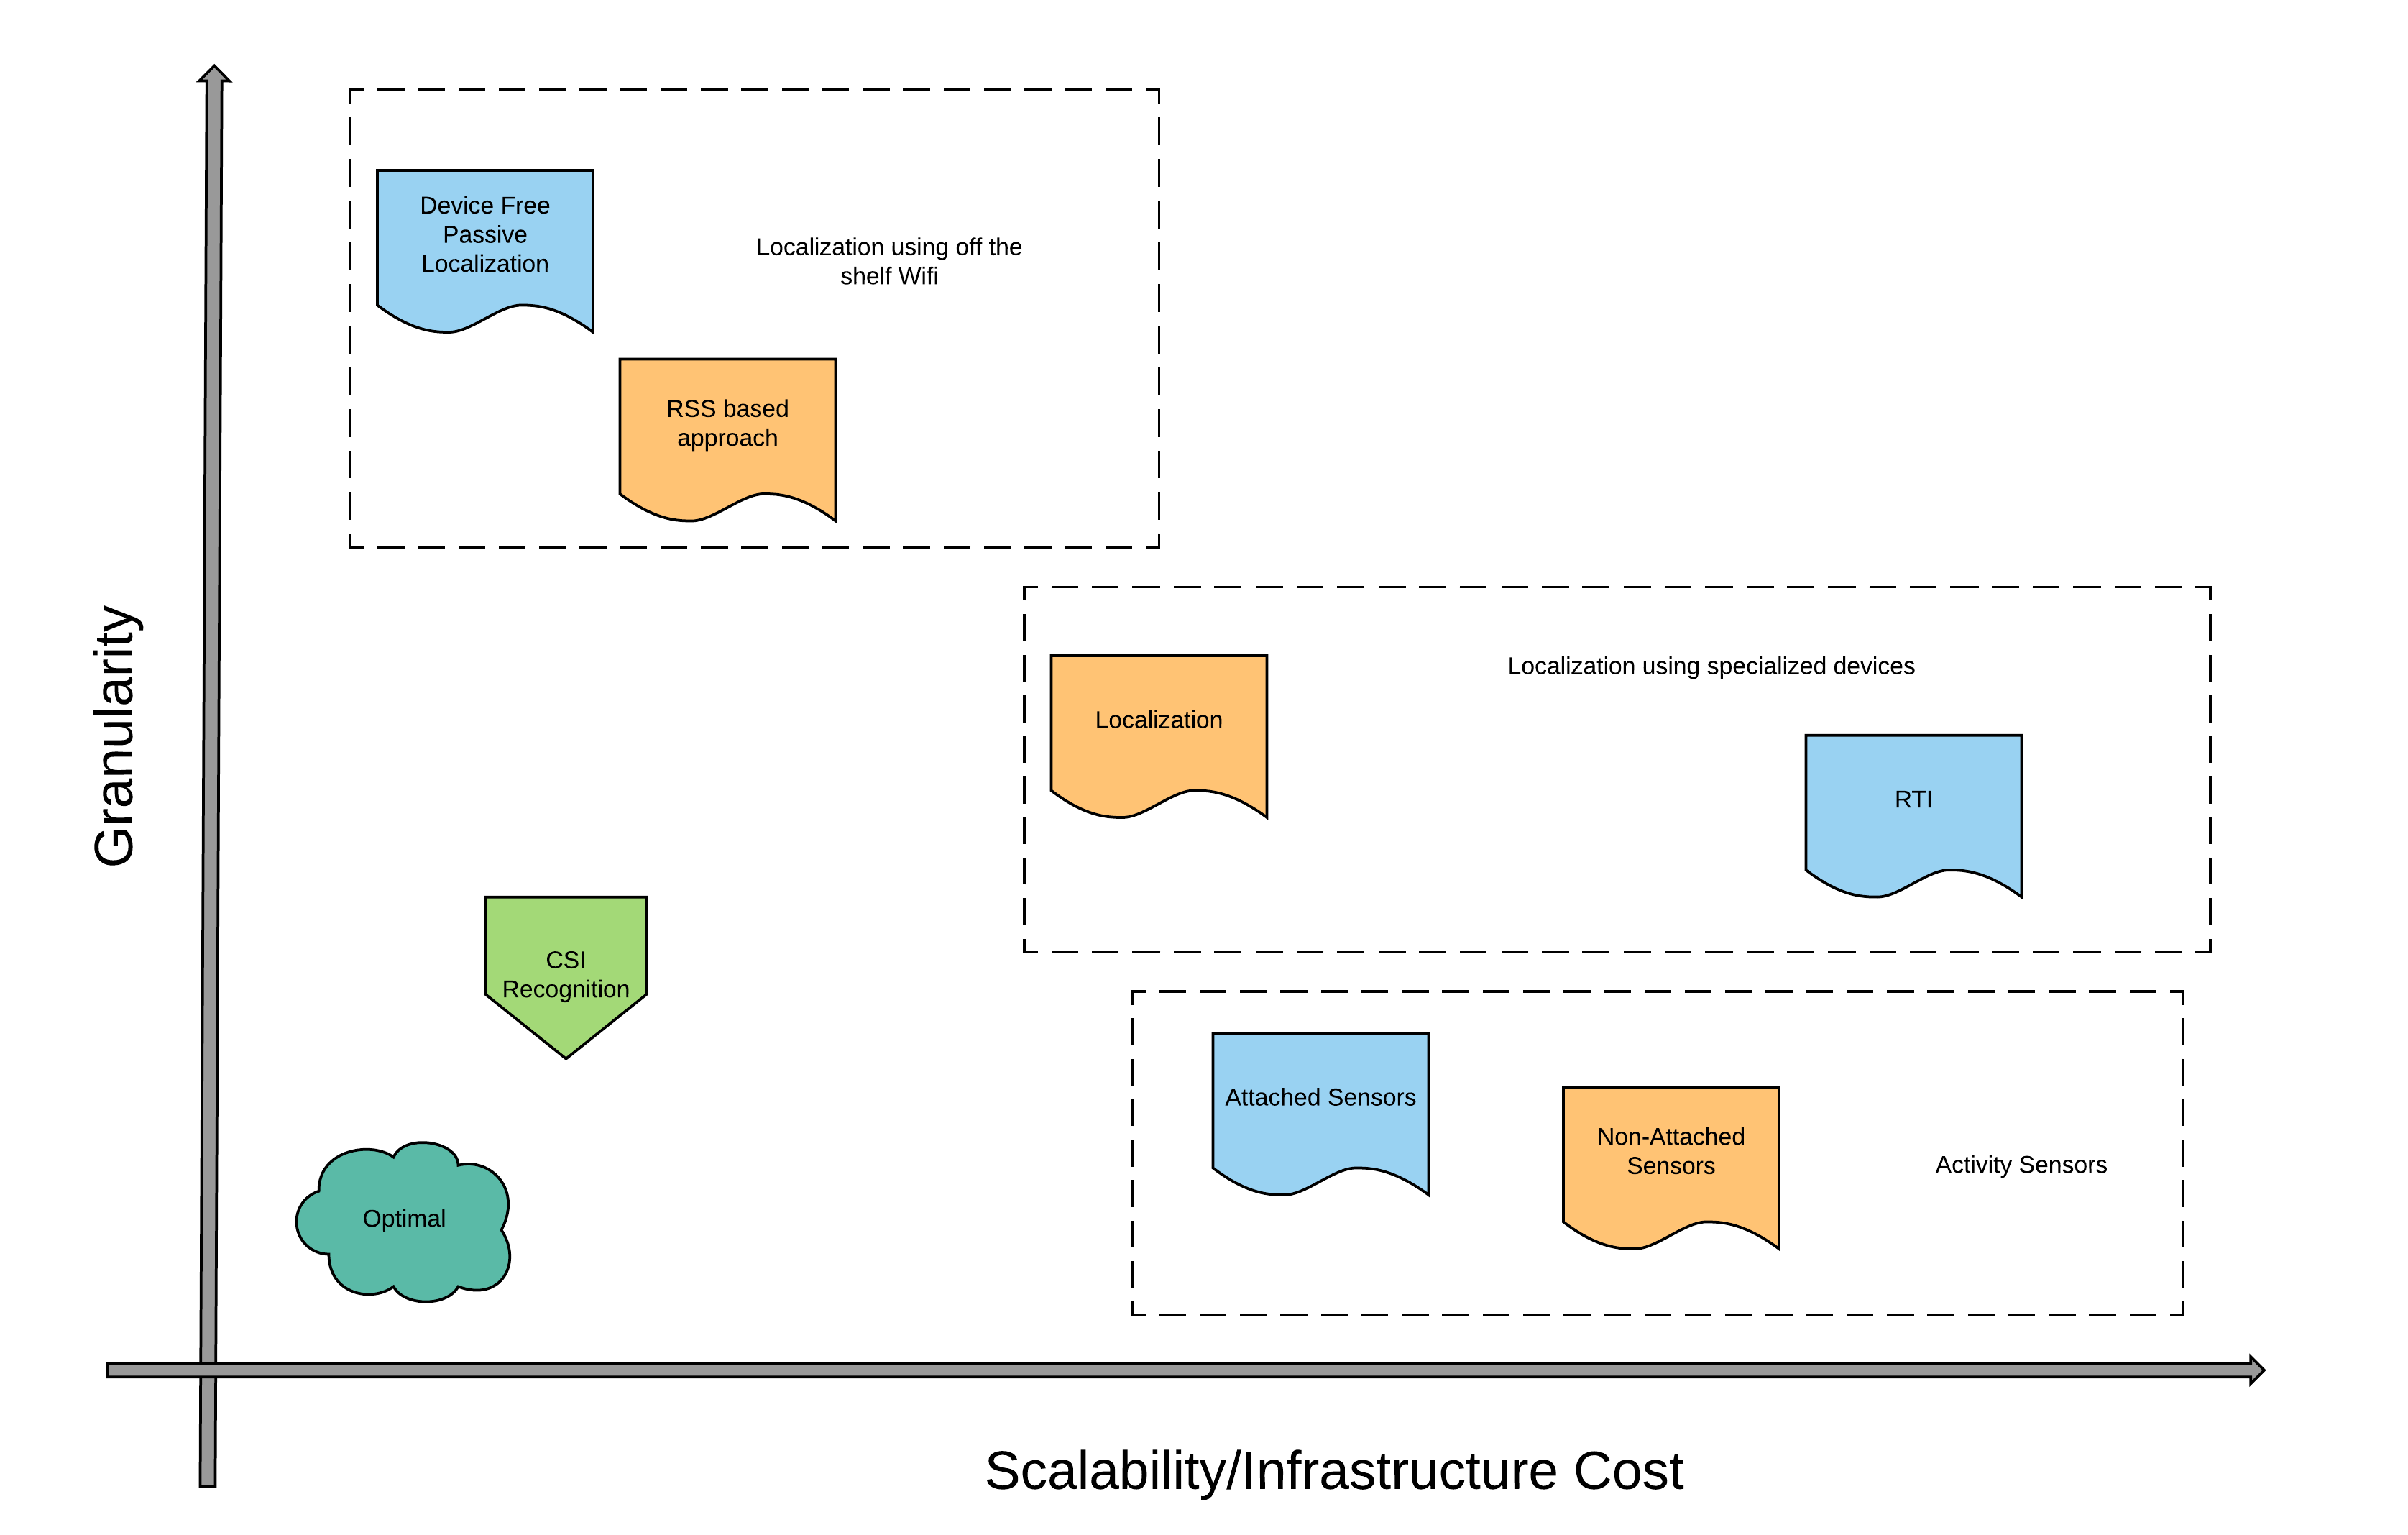 Device Free
Passive
Localization
Localization using off the
shelf Wifi
RSS based
approach
Granularity
Localization
Localization using specialized devices
RTI
CSI
Recognition
Attached Sensors
Non-Attached
Sensors
Activity Sensors
Optimal
Scalability/Infrastructure Cost